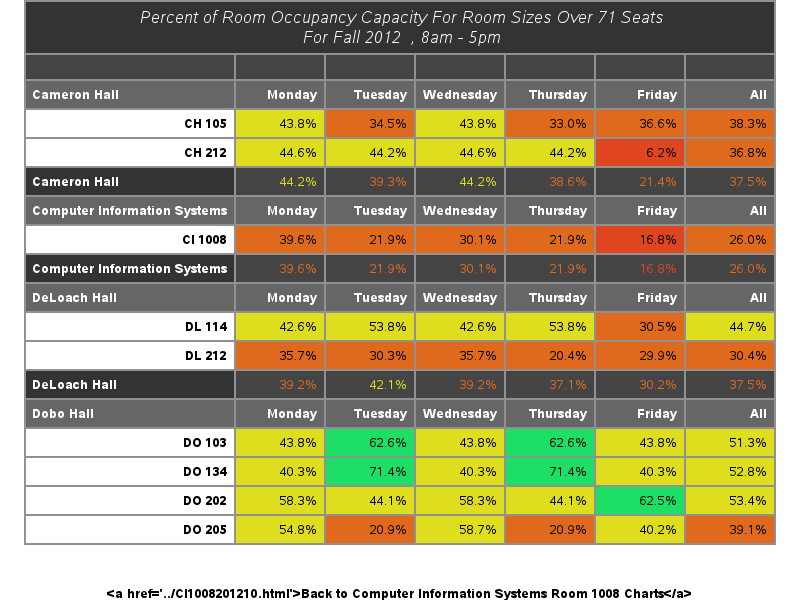 Percent of Room Occupancy Capacity For Room Sizes Over 71 Seats
For Fall 2012 , 8am - 5pm
Cameron Hall Monday Tuesday Wednesday Thursday Friday All
CH 105 43.8% 34.5% 43.8% 33.0% 36.6% 38.3%
CH 212 44.6% 44.2% 44.6% 44.2% 6.2% 36.8%
Cameron Hall 44.2% 39.3% 44.2% 38.6% 21.4% 37.5%
Computer Information Systems Monday Tuesday Wednesday Thursday Friday All
CI 1008 39.6% 21.9% 30.1% 21.9% 16.8% 26.0%
Computer Information Systems 39.6% 21.9% 30.1% 21.9% 16.8% 26.0%
DeLoach Hall Monday Tuesday Wednesday Thursday Friday All
DL 114 42.6% 53.8% 42.6% 53.8% 30.5% 44.7%
DL 212 35.7% 30.3% 35.7% 20.4% 29.9% 30.4%
DeLoach Hall 39.2% 42.1% 39.2% 37.1% 30.2% 37.5%
Dobo Hall Monday Tuesday Wednesday Thursday Friday All
DO 103 43.8% 62.6% 43.8% 62.6% 43.8% 51.3%
DO 134 40.3% 71.4% 40.3% 71.4% 40.3% 52.8%
DO 202 58.3% 44.1% 58.3% 44.1% 62.5% 53.4%
DO 205 54.8% 20.9% 58.7% 20.9% 40.2% 39.1%
<a href='../CI1008201210.html'>Back to Computer Information Systems Room 1008 Charts</a>